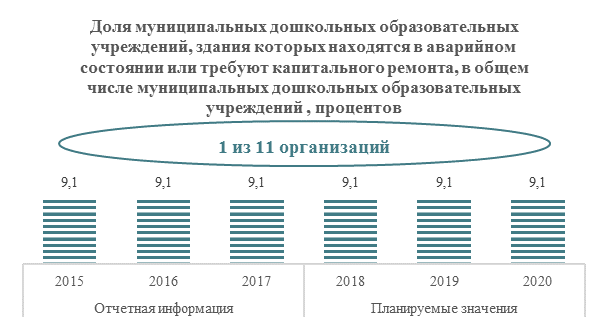 Доля муниципальных дошкольных образовательных
учреждений, здания которых находятся в аварийном
состоянии или требуют капитального ремонта, в общем
числе муниципальных дошкольных образовательных
учреждений , процентов
1 из 11 организаций
9,1 9,1 9,1 9,1 9,1 9,1
2015 2016 2017 2018 2019 2020
Отчетная информация Планируемые значения